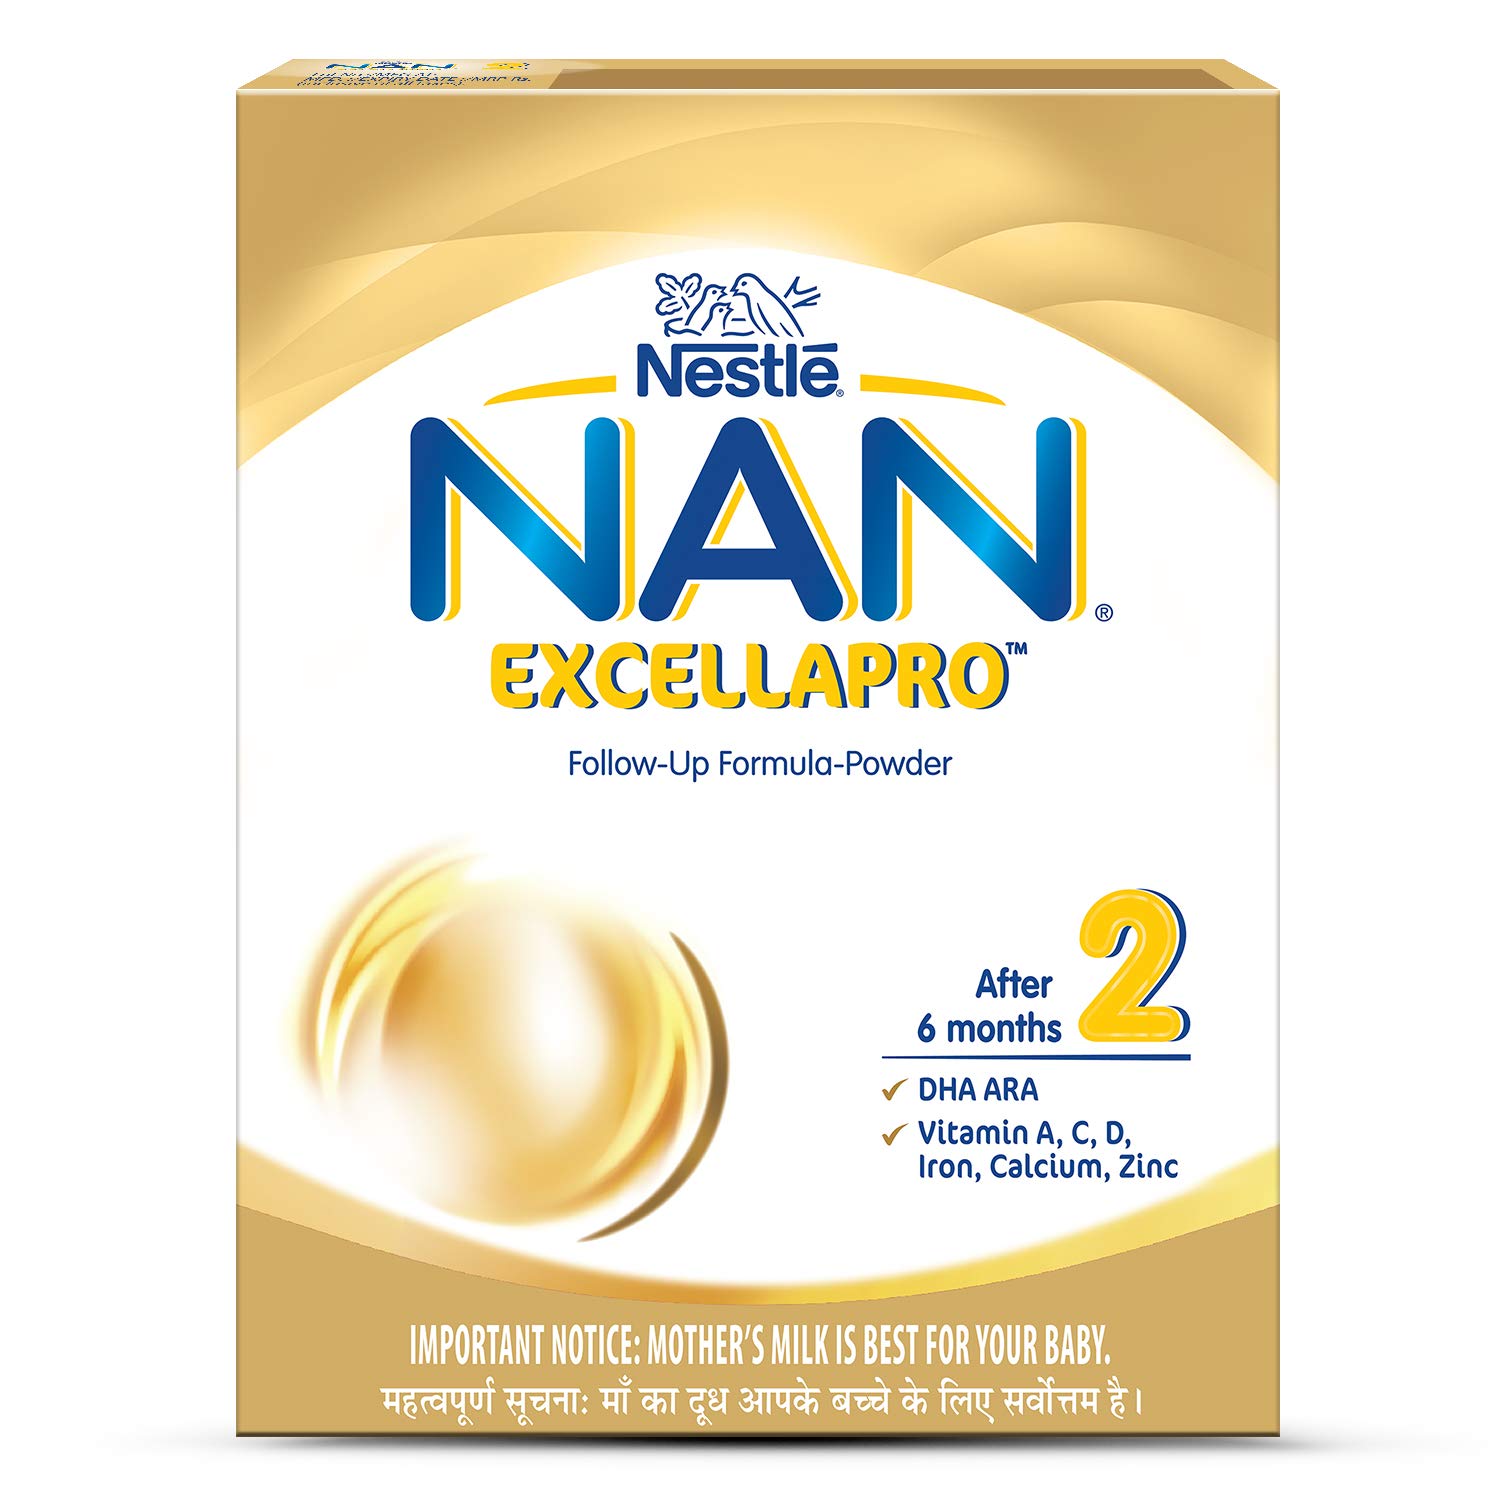 NAN
Nestlé®
NAN®
EXCELLAPRO™
Follow-Up Formula-Powder
After
6 months
2
DHA ARA
Vitamin A, C, D,
Iron, Calcium, Zinc
IMPORTANT NOTICE: MOTHER'S MILK IS BEST FOR YOUR BABY.
महत्वपूर्ण सूचना: माँ का दूध आपके बच्चे के लिए सर्वोत्तम है।